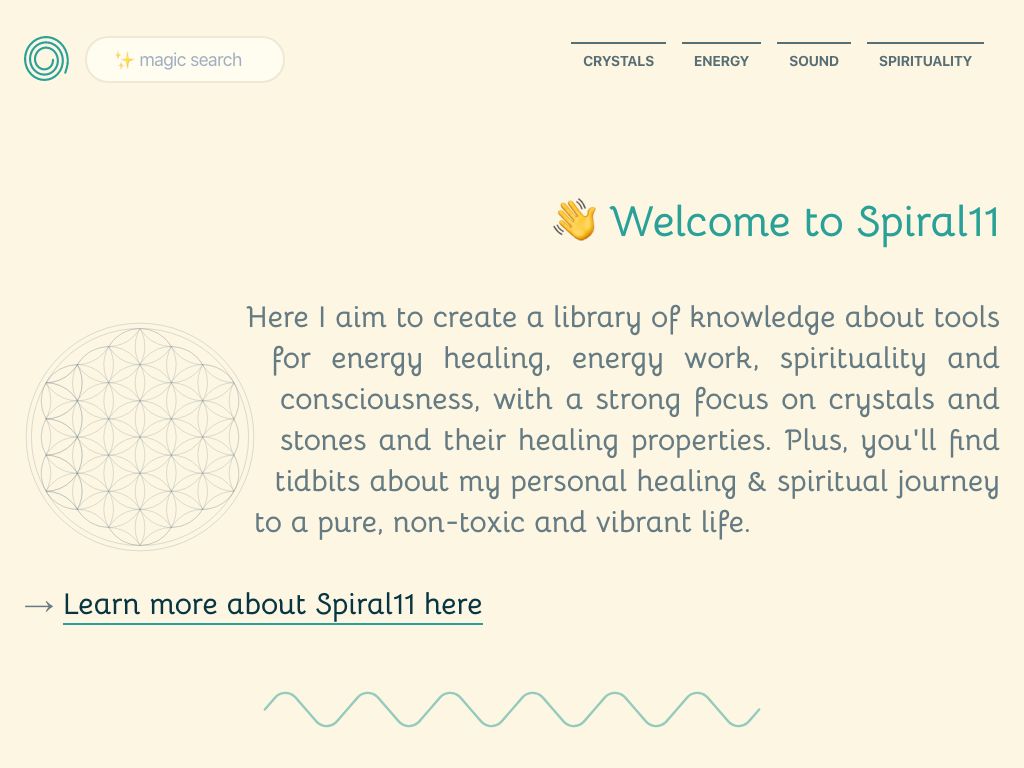 ✨ magic search
CRYSTALS
ENERGY
SOUND
SPIRITUALITY
👋 Welcome to Spiral11
Here I aim to create a library of knowledge about tools
for energy healing, energy work, spirituality and
consciousness, with a strong focus on crystals and
stones and their healing properties. Plus, you'll find
tidbits about my personal healing & spiritual journey
to a pure, non-toxic and vibrant life.
→ Learn more about Spiral11 here